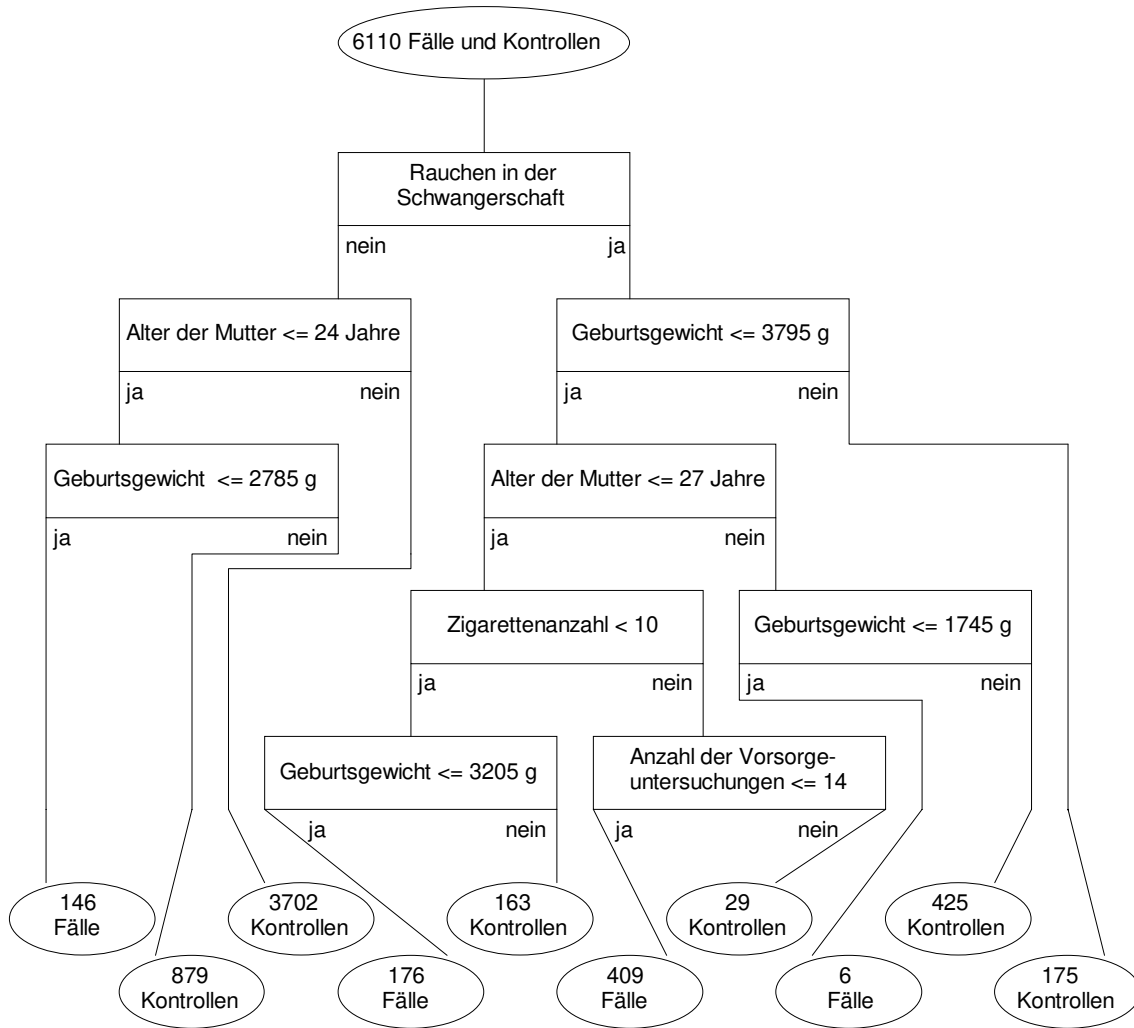 6110 Fälle und Kontrollen
Rauchen in der
Schwangerschaft
nein ja
Alter der Mutter <= 24 Jahre
Geburtsgewicht <= 3795 g
ja nein
ja nein
Geburtsgewicht <= 2785 g
Alter der Mutter <= 27 Jahre
ja nein
ja nein
Zigarettenanzahl < 10
Geburtsgewicht <= 1745 g
ja nein
ja nein
Geburtsgewicht <= 3205 g
Anzahl der Vorsorge-
untersuchungen <= 14
ja nein
ja nein
146
Fälle
3702
Kontrollen
163
Kontrollen
29
Kontrollen
425
Kontrollen
879
Kontrollen
176
Fälle
409
Fälle
6
Fälle
175
Kontrollen